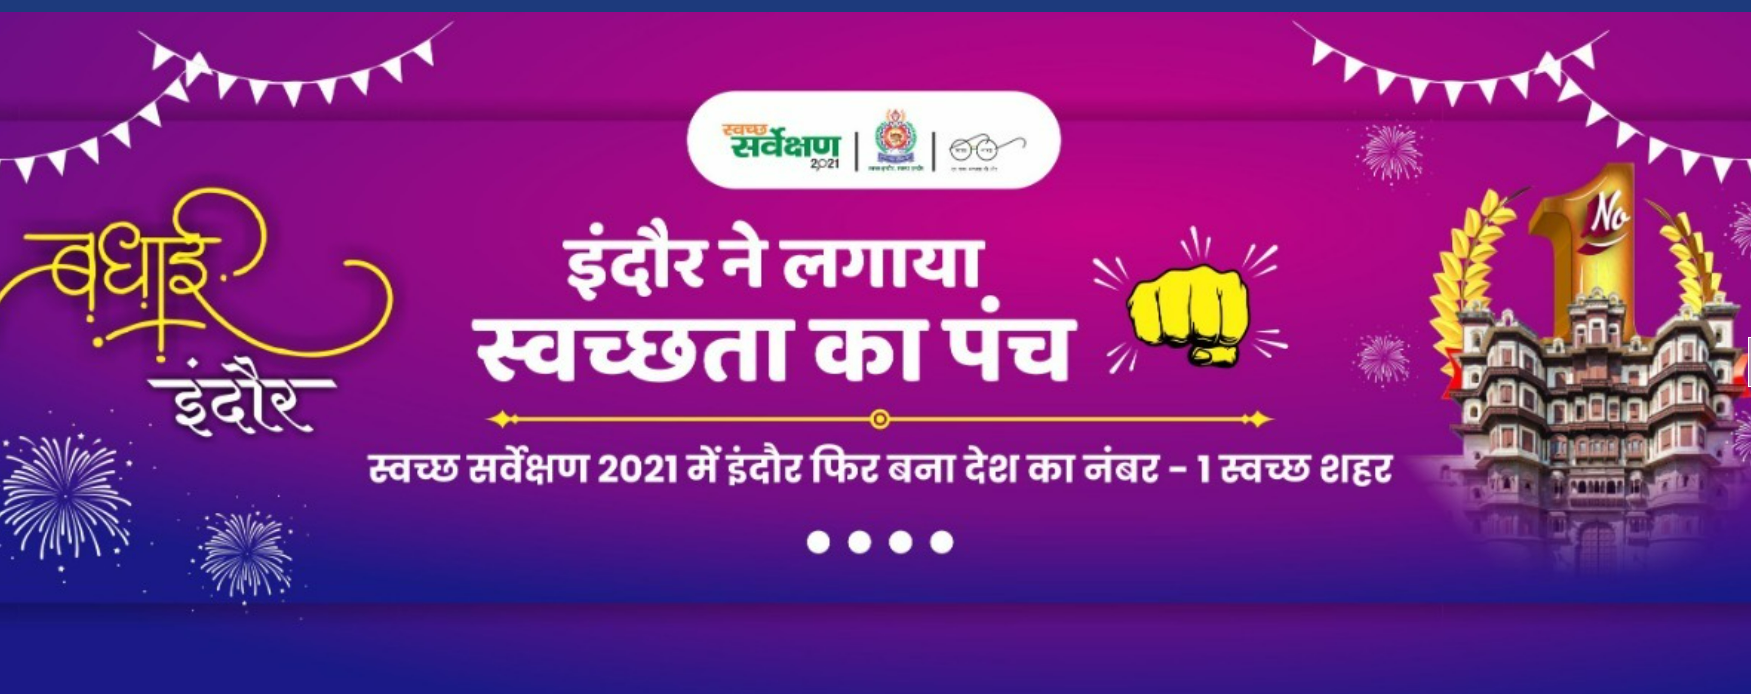 स्वच्छ
सर्वेक्षण
2021
बधाई
इंदौर
इंदौर ने लगाया
स्वच्छता का पंच
No
1
स्वच्छ सर्वेक्षण 2021 में इंदौर फिर बना देश का नंबर - 1 स्वच्छ शहर